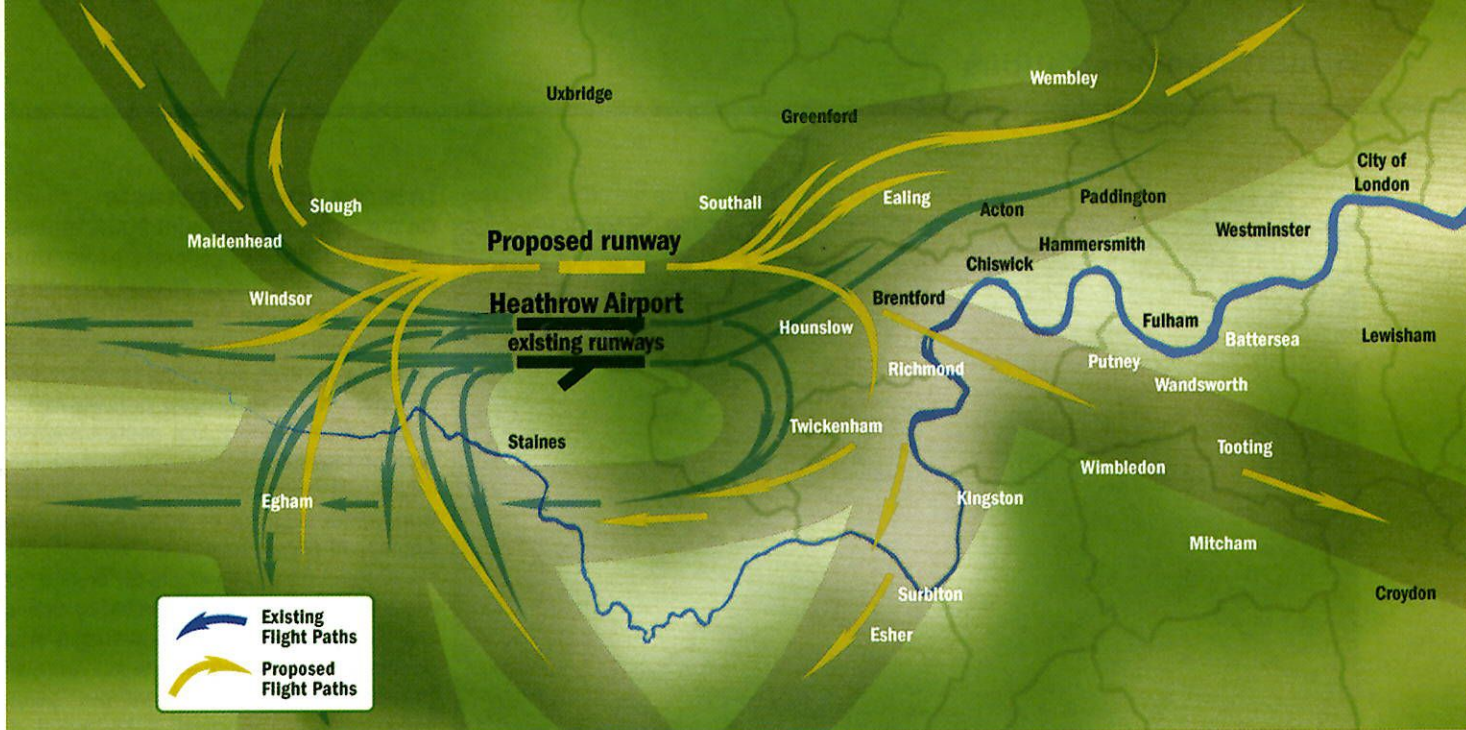 Wembley
Uxbridge
Greenford
City of
London
Southall
Ealing
Paddington
Slough
Acton
Westminster
Maidenhead
Proposed runway
Hammersmith
Chiswick
Windsor
Heathrow Airport
Brentford
Hounslow
Fulham
existing runways
Battersea
Lewisham
Richmond
Putney
Wandsworth
Twickenham
Staines
Tooting
Wimbledon
Egham
Kingston
Mitcham
Surbiton
Croydon
Esher
Existing
Flight Paths
Proposed
Flight Paths